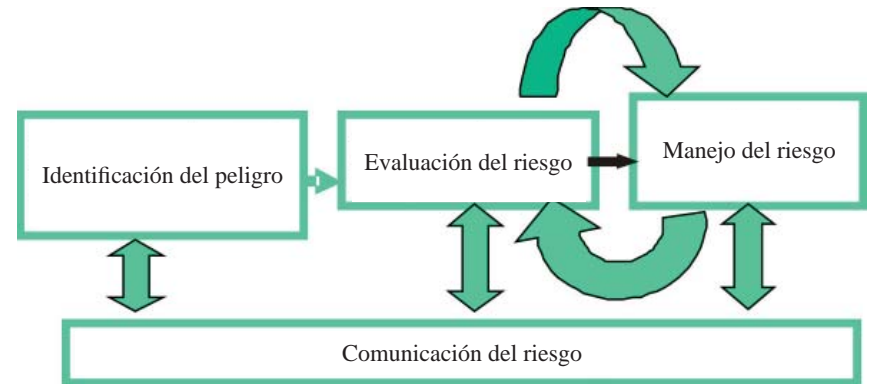 Identificación del peligro
Evaluación del riesgo
Manejo del riesgo
Comunicación del riesgo